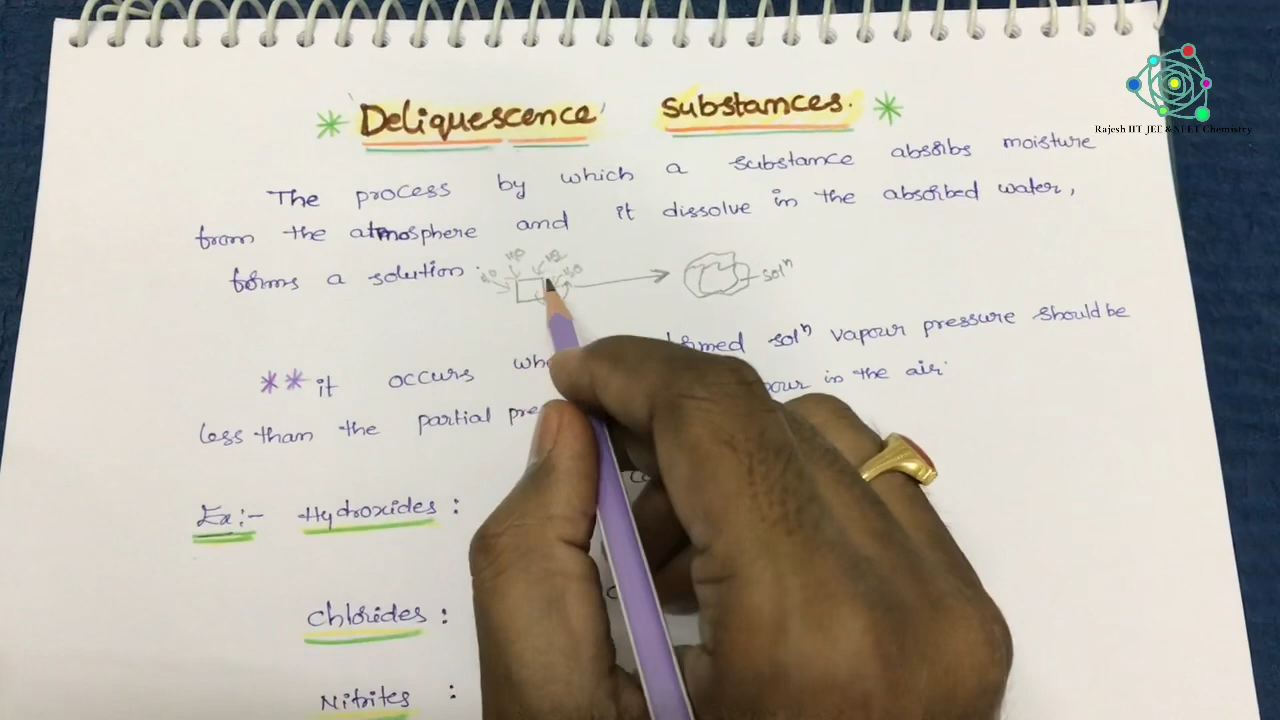 * Deliquescence substances. *
Rajesh IIT JEE & NEET Chemistry
The process by which a substance absorbs moisture
from the atmosphere and it dissolve in the absorbed water,
forms a solution.
solⁿ
** it occurs solⁿ vapour pressure should be
less than the partial in the air.
Ex:- Hydroxides :
Chlorides :
Nitrites :